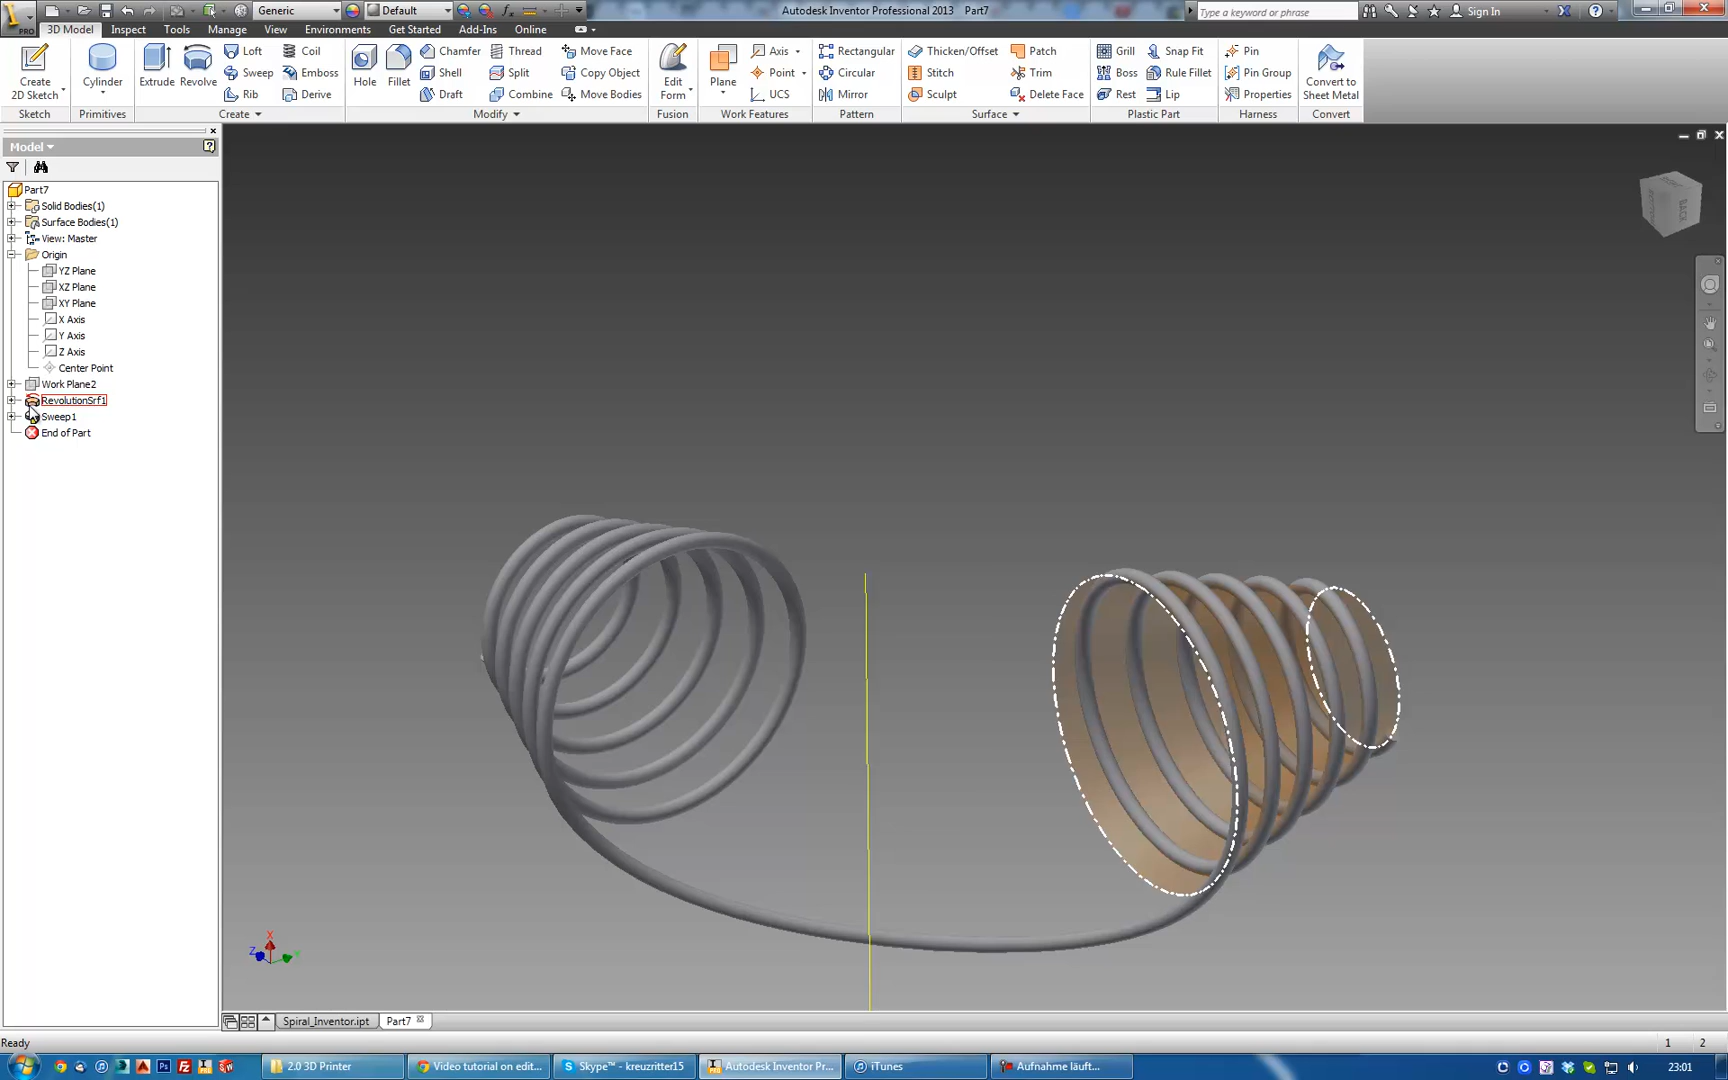 Generic
Default
Autodesk Inventor Professional 2013 Part7
Type a keyword or phrase
Sign In
PRO
3D Model Inspect Tools Manage View Environments Get Started Add-Ins Online
Create
2D Sketch
Cylinder
Extrude
Revolve
Loft
Sweep
Rib
Coil
Emboss
Derive
Hole
Fillet
Chamfer
Shell
Draft
Thread
Split
Combine
Move Face
Copy Object
Move Bodies
Edit
Form
Plane
Axis
Point
UCS
Rectangular
Circular
Mirror
Thicken/Offset
Stitch
Sculpt
Patch
Trim
Delete Face
Grill
Boss
Rest
Snap Fit
Rule Fillet
Lip
Pin
Pin Group
Properties
Convert to
Sheet Metal
Sketch Primitives Create Modify Fusion Work Features Pattern Surface Plastic Part Harness Convert
Model
Part7
Solid Bodies(1)
Surface Bodies(1)
View: Master
Origin
YZ Plane
XZ Plane
XY Plane
X Axis
Y Axis
Z Axis
Center Point
Work Plane2
RevolutionSrf1
Sweep1
End of Part
BACK
X
Z
Spiral_Inventor.ipt Part7
Ready
1 2
2.0 3D Printer
Video tutorial on edit...
Skype™ - kreuzritter15
Autodesk Inventor Pr...
iTunes
Aufnahme läuft...
23:01